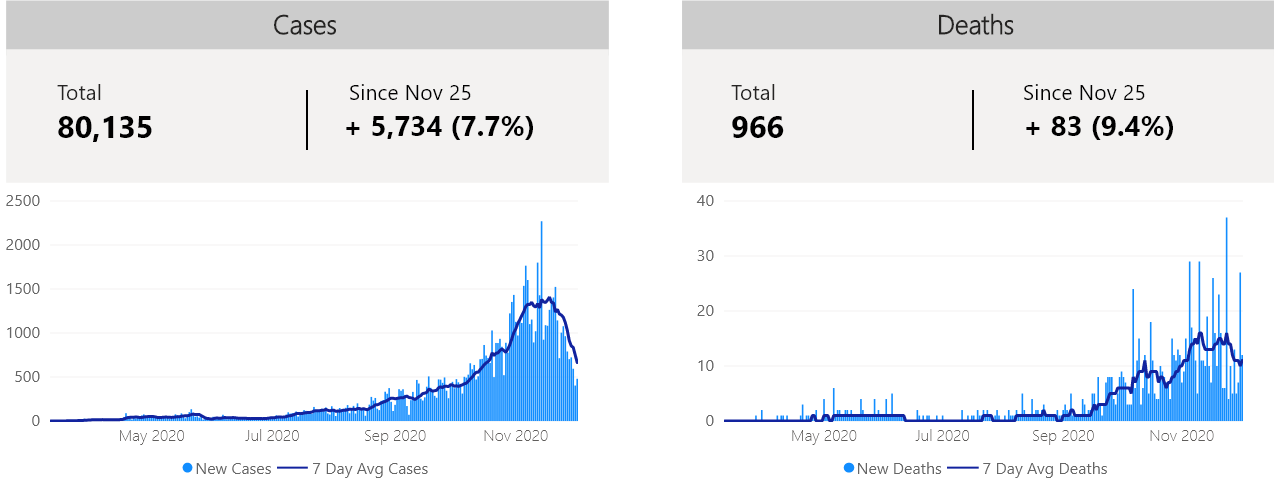 Cases
Total
80,135
Since Nov 25
+ 5,734 (7.7%)
2500
2000
1500
1000
500
0
May 2020 Jul 2020 Sep 2020 Nov 2020
New Cases 7 Day Avg Cases
Deaths
Total
966
Since Nov 25
+ 83 (9.4%)
40
30
20
10
0
May 2020 Jul 2020 Sep 2020 Nov 2020
New Deaths 7 Day Avg Deaths